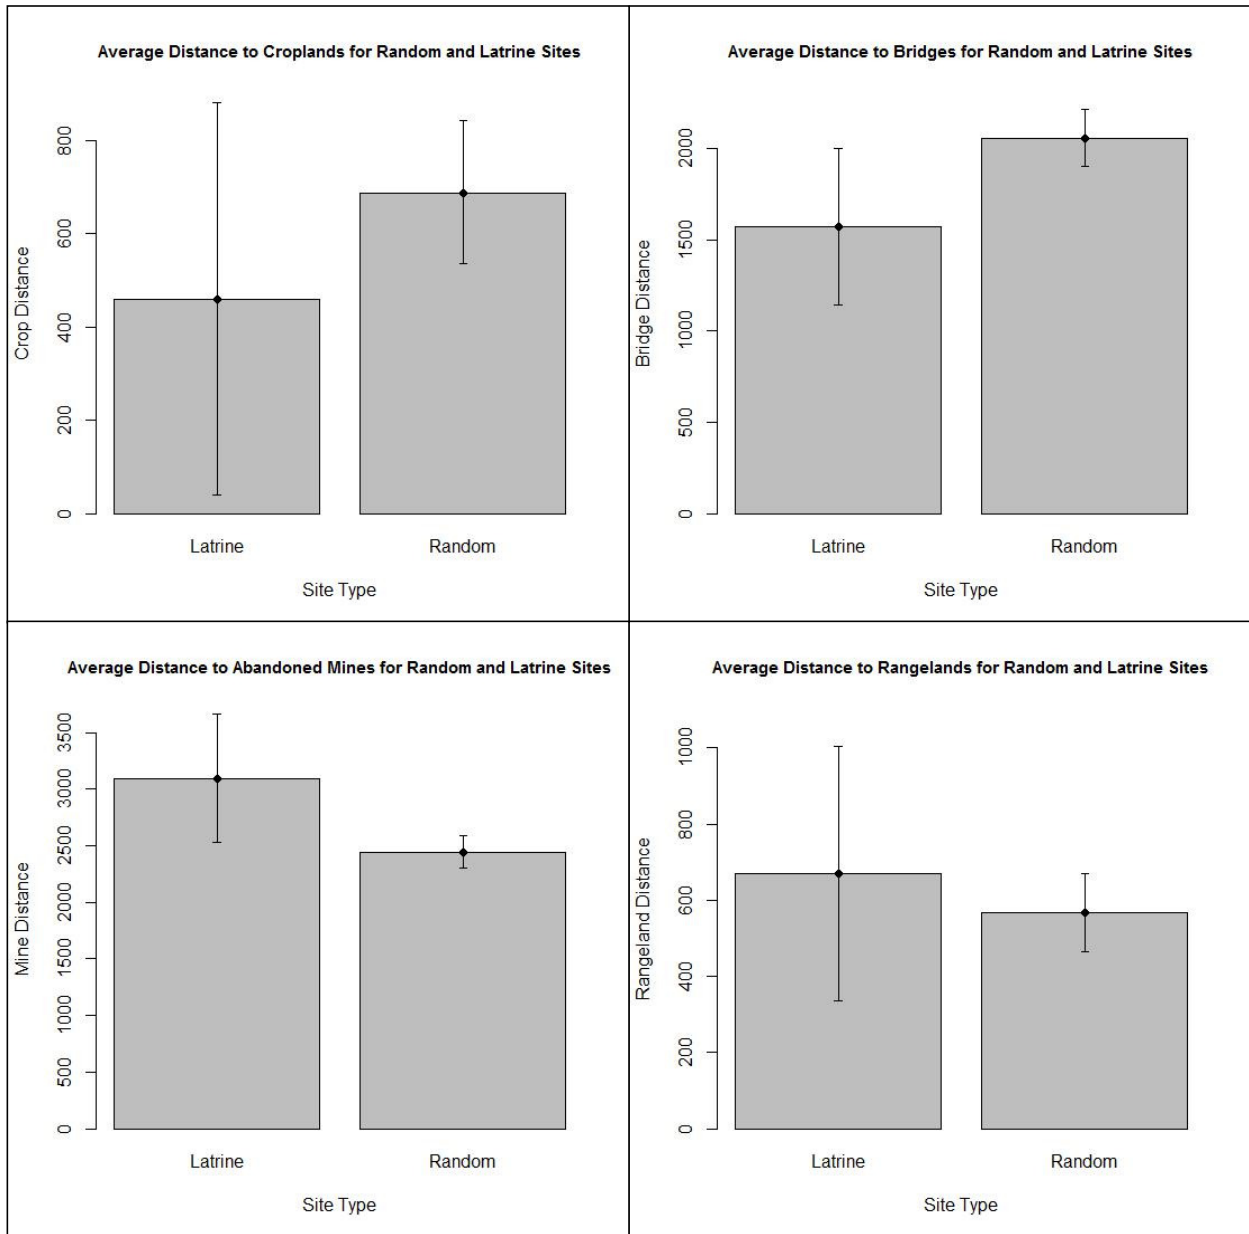 Average Distance to Croplands for Random and Latrine Sites
Crop Distance
800
600
400
200
0
Latrine Random
Site Type
Average Distance to Bridges for Random and Latrine Sites
Bridge Distance
2000
1500
1000
500
0
Latrine Random
Site Type
Average Distance to Abandoned Mines for Random and Latrine Sites
Mine Distance
3500
3000
2500
2000
1500
1000
500
0
Latrine Random
Site Type
Average Distance to Rangelands for Random and Latrine Sites
Rangeland Distance
1000
800
600
400
200
0
Latrine Random
Site Type